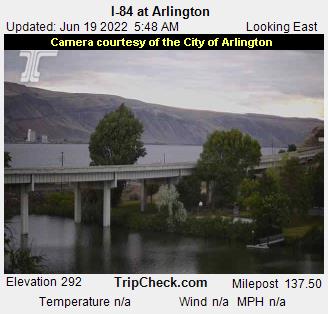 I-84 at Arlington
Updated: Jun 19 2022 5:48 AM Looking East
Camera courtesy of the City of Arlington
Elevation 292 TripCheck.com Milepost 137.50
Temperature n/a Wind n/a MPH n/a